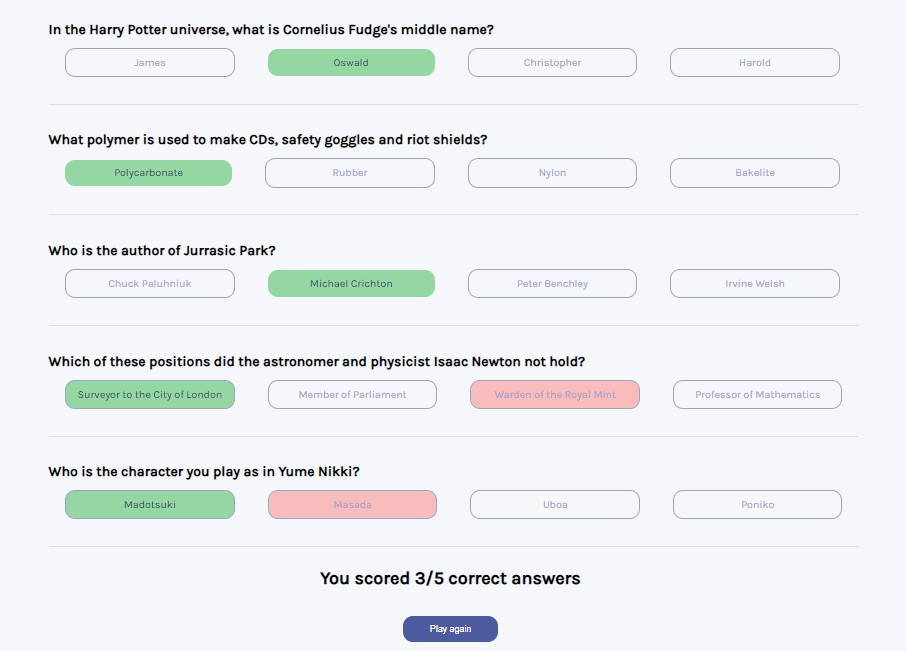 In the Harry Potter universe, what is Cornelius Fudge's middle name?
James Oswald Christopher Harold
What polymer is used to make CDs, safety goggles and riot shields?
Polycarbonate Rubber Nylon Bakelite
Who is the author of Jurrasic Park?
Chuck Paluhniuk Michael Crichton Peter Benchley Irvine Welsh
Which of these positions did the astronomer and physicist Isaac Newton not hold?
Surveyor to the City of London Member of Parliament Warden of the Royal Mint Professor of Mathematics
Who is the character you play as in Yume Nikki?
Madotsuki Masada Uboa Poniko
You scored 3/5 correct answers
Play again